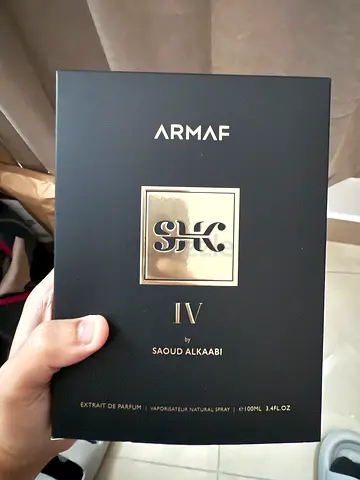 ARMAF
SHC
IV
by
SAOUD ALKAABI
EXTRAIT DE PARFUM | VAPORISATEUR NATURAL SPRAY | ℮100ML 3.4FL.OZ